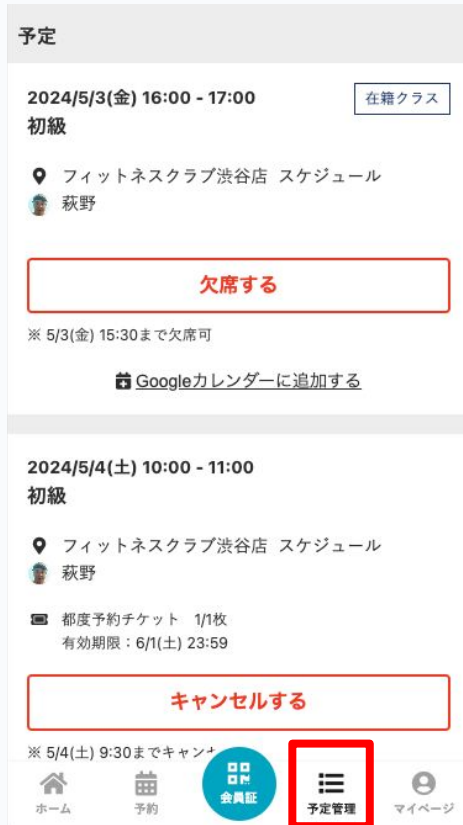 予定
2024/5/3(金) 16:00 - 17:00
在籍クラス
初級
フィットネスクラブ渋谷店 スケジュール
萩野
欠席する
※ 5/3(金) 15:30まで欠席可
Googleカレンダーに追加する
2024/5/4(土) 10:00 - 11:00
初級
フィットネスクラブ渋谷店 スケジュール
萩野
都度予約チケット 1/1枚
有効期限：6/1(土) 23:59
キャンセルする
※ 5/4(土) 9:30までキャン
ホーム
予約
会員証
予定管理
マイページ